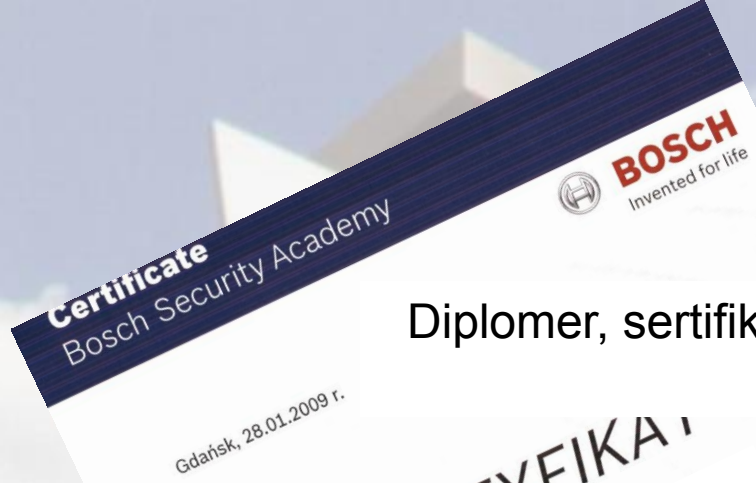 BOSCH
Invented for life
Certificate
Bosch Security Academy
Diplomer, sertifik
Gdańsk, 28.01.2009 r.
YFIKAT